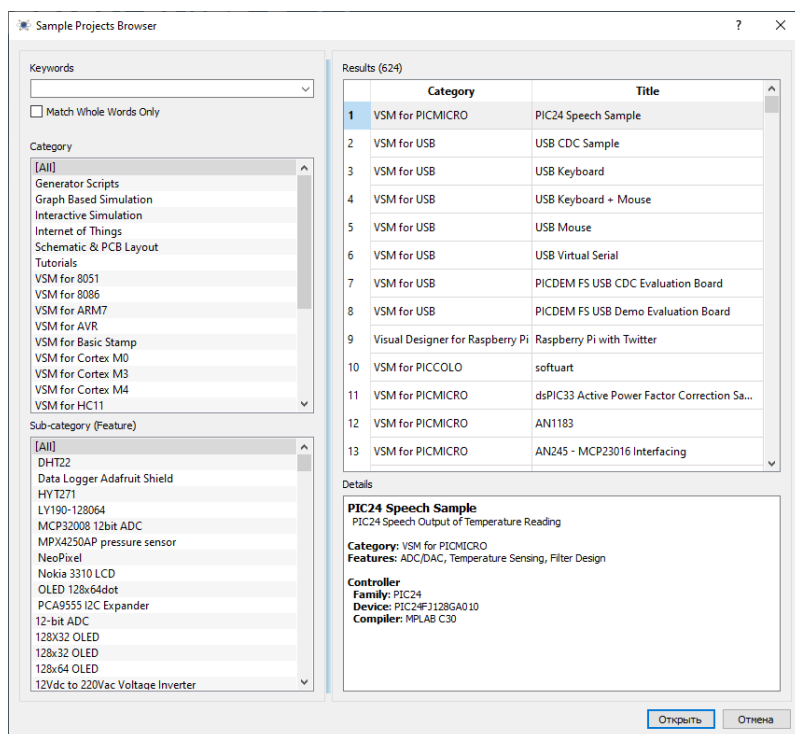 Sample Projects Browser
Keywords
Match Whole Words Only
Category
[All]
Generator Scripts
Graph Based Simulation
Interactive Simulation
Internet of Things
Schematic & PCB Layout
Tutorials
VSM for 8051
VSM for 8086
VSM for ARM7
VSM for AVR
VSM for Basic Stamp
VSM for Cortex M0
VSM for Cortex M3
VSM for Cortex M4
VSM for HC11
Sub-category (Feature)
[All]
DHT22
Data Logger Adafruit Shield
HYT271
LY190-128064
MCP32008 12bit ADC
MPX4250AP pressure sensor
NeoPixel
Nokia 3310 LCD
OLED 128x64dot
PCA9555 I2C Expander
12-bit ADC
128X32 OLED
128x32 OLED
128x64 OLED
12Vdc to 220Vac Voltage Inverter
Results (624)
Category Title
1 VSM for PICMICRO PIC24 Speech Sample
2 VSM for USB USB CDC Sample
3 VSM for USB USB Keyboard
4 VSM for USB USB Keyboard + Mouse
5 VSM for USB USB Mouse
6 VSM for USB USB Virtual Serial
7 VSM for USB PICDEM FS USB CDC Evaluation Board
8 VSM for USB PICDEM FS USB Demo Evaluation Board
9 Visual Designer for Raspberry Pi Raspberry Pi with Twitter
10 VSM for PICCOLO softuart
11 VSM for PICMICRO dsPIC33 Active Power Factor Correction Sa...
12 VSM for PICMICRO AN1183
13 VSM for PICMICRO AN245 - MCP23016 Interfacing
Details
PIC24 Speech Sample
PIC24 Speech Output of Temperature Reading
Category: VSM for PICMICRO
Features: ADC/DAC, Temperature Sensing, Filter Design
Controller
Family: PIC24
Device: PIC24FJ128GA010
Compiler: MPLAB C30
Открыть Отмена